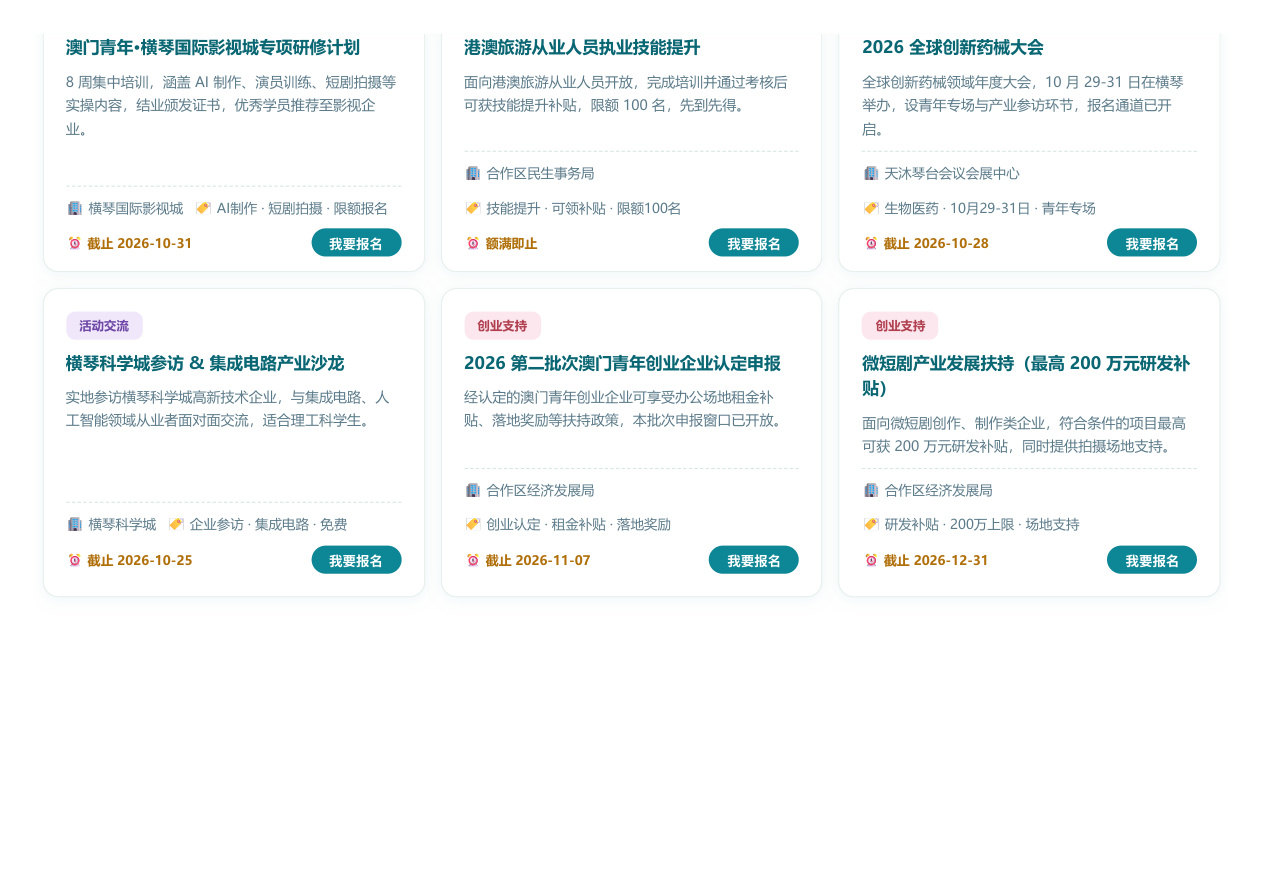 澳门青年·横琴国际影视城专项研修计划
8 周集中培训，涵盖 AI 制作、演员训练、短剧拍摄等
实操内容，结业颁发证书，优秀学员推荐至影视企
业。
横琴国际影视城 AI制作 · 短剧拍摄 · 限额报名
截止 2026-10-31
我要报名
港澳旅游从业人员执业技能提升
面向港澳旅游从业人员开放，完成培训并通过考核后
可获技能提升补贴，限额 100 名，先到先得。
合作区民生事务局
技能提升 · 可领补贴 · 限额100名
额满即止
我要报名
2026 全球创新药械大会
全球创新药械领域年度大会，10 月 29-31 日在横琴
举办，设青年专场与产业参访环节，报名通道已开
启。
天沐琴台会议会展中心
生物医药 · 10月29-31日 · 青年专场
截止 2026-10-28
我要报名
活动交流
横琴科学城参访 & 集成电路产业沙龙
实地参访横琴科学城高新技术企业，与集成电路、人
工智能领域从业者面对面交流，适合理工科学生。
横琴科学城 企业参访 · 集成电路 · 免费
截止 2026-10-25
我要报名
创业支持
2026 第二批次澳门青年创业企业认定申报
经认定的澳门青年创业企业可享受办公场地租金补
贴、落地奖励等扶持政策，本批次申报窗口已开放。
合作区经济发展局
创业认定 · 租金补贴 · 落地奖励
截止 2026-11-07
我要报名
创业支持
微短剧产业发展扶持（最高 200 万元研发补
贴）
面向微短剧创作、制作类企业，符合条件的项目最高
可获 200 万元研发补贴，同时提供拍摄场地支持。
合作区经济发展局
研发补贴 · 200万上限 · 场地支持
截止 2026-12-31
我要报名